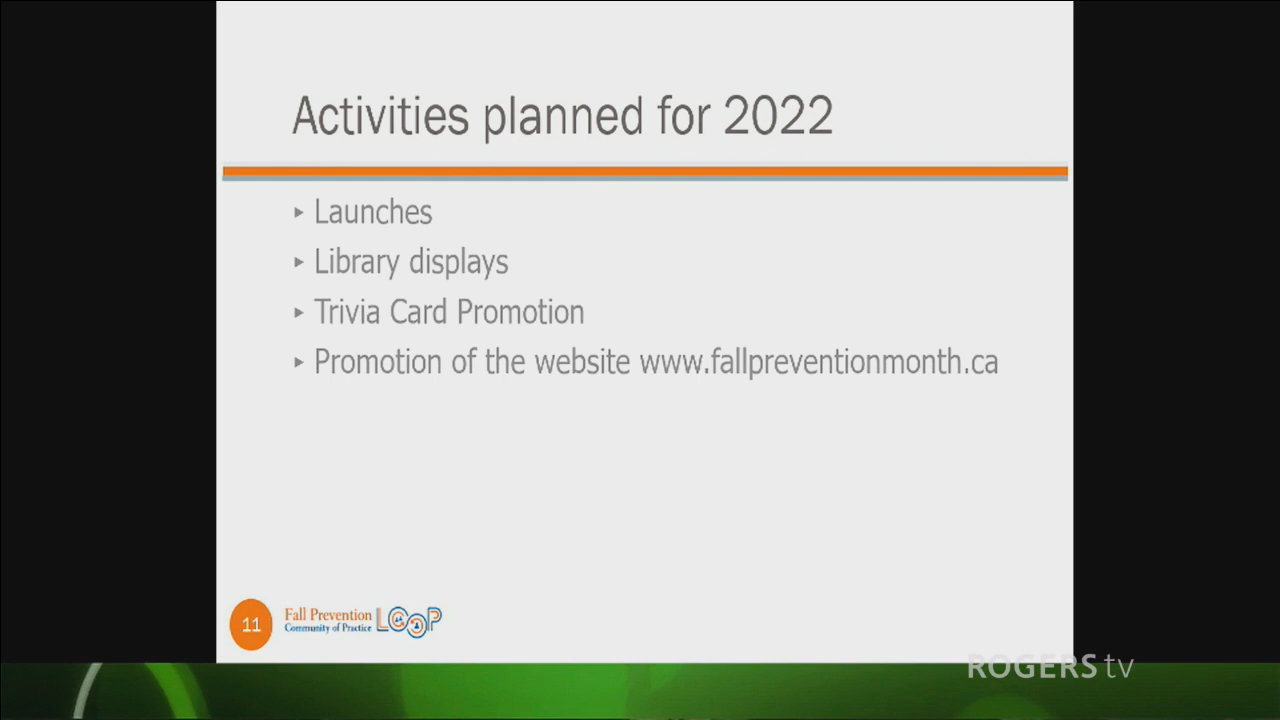 Activities planned for 2022
Launches
Library displays
Trivia Card Promotion
Promotion of the website www.fallpreventionmonth.ca
11
Fall Prevention
Community of Practice
LOOP
ROGERS tv